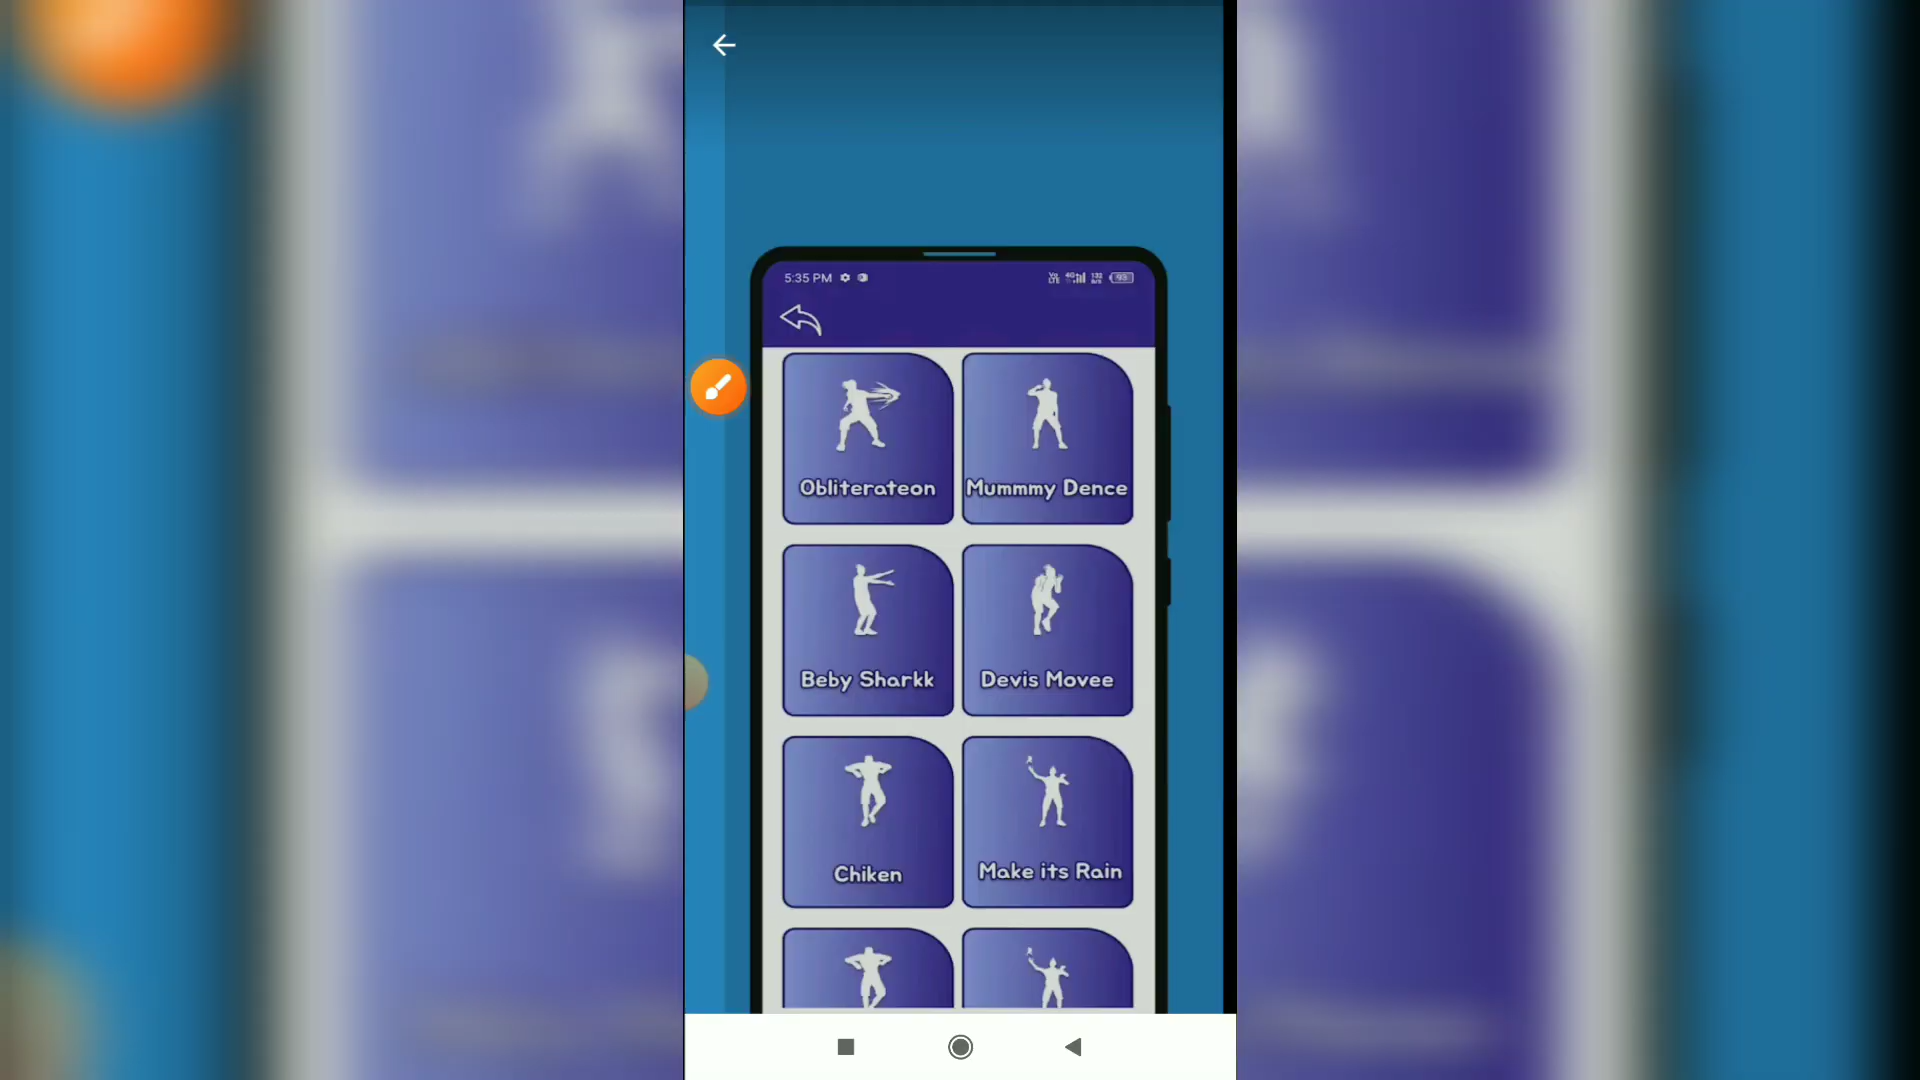 5:35 PM
Obliterateon
Mummmy Dence
Beby Sharkk
Devis Movee
Chiken
Make its Rain